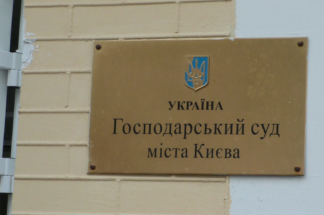 УКРАЇНА
Господарський суд
міста Києва